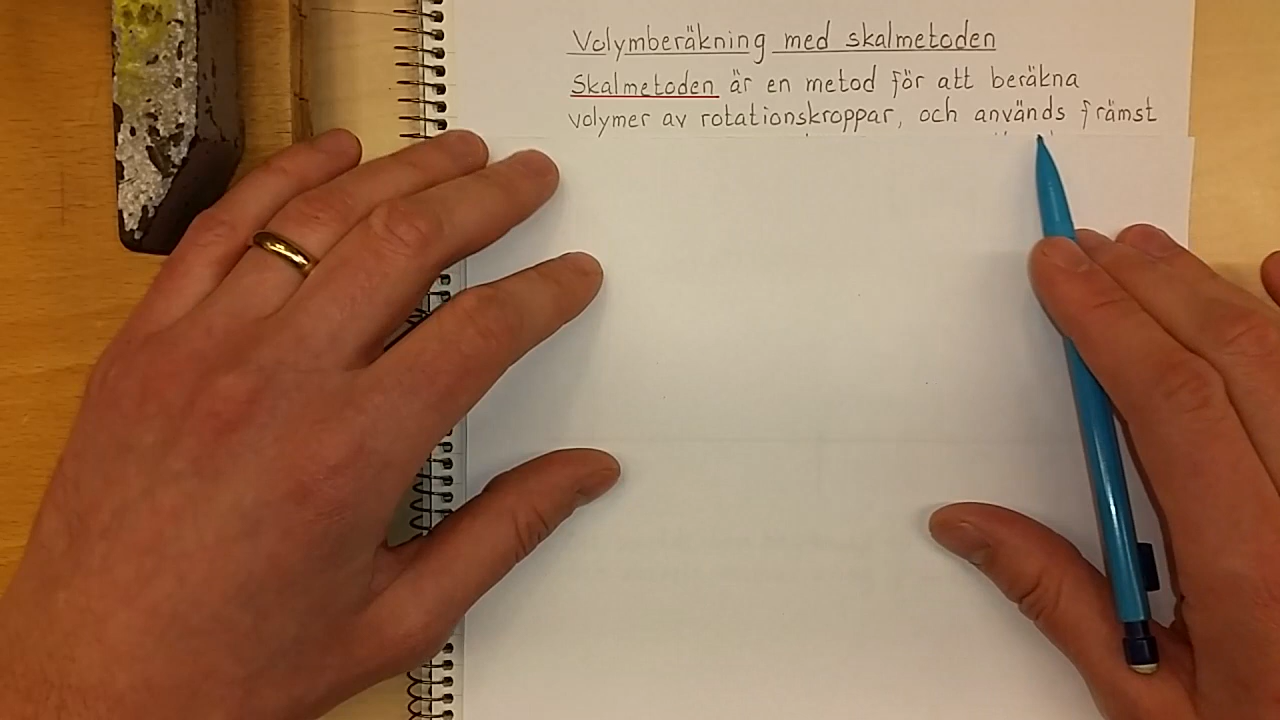 Volymberäkning med skalmetoden
Skalmetoden är en metod för att beräkna
volymer av rotationskroppar, och används främst